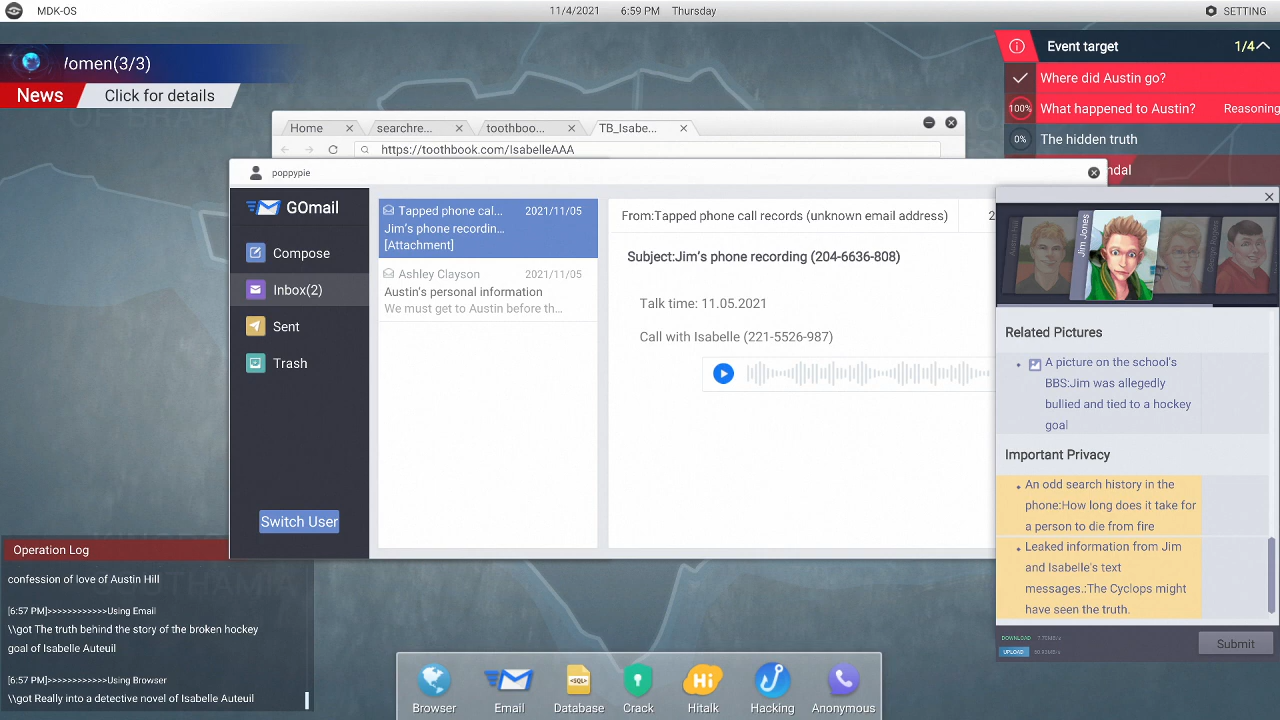 MDK-OS
11/4/2021 6:59 PM Thursday
SETTING
omen(3/3)
News Click for details
Event target 1/4
Where did Austin go?
100% What happened to Austin? Reasoning
0% The hidden truth
ndal
Home searchre... toothboo... TB_Isabe...
https://toothbook.com/IsabelleAAA
poppypie
GOmail
Compose
Inbox(2)
Sent
Trash
Switch User
Tapped phone cal... 2021/11/05
Jim's phone recordin...
[Attachment]
Ashley Clayson 2021/11/05
Austin's personal information
We must get to Austin before th...
From:Tapped phone call records (unknown email address) 2
Subject:Jim's phone recording (204-6636-808)
Talk time: 11.05.2021
Call with Isabelle (221-5526-987)
Jim Jones
Related Pictures
A picture on the school's
BBS:Jim was allegedly
bullied and tied to a hockey
goal
Important Privacy
An odd search history in the
phone:How long does it take for
a person to die from fire
Leaked information from Jim
and Isabelle's text
messages.:The Cyclops might
have seen the truth.
DOWNLOAD
UPLOAD
Submit
Operation Log
confession of love of Austin Hill
[6:57 PM]>>>>>>>>>>>>Using Email
\\got The truth behind the story of the broken hockey
goal of Isabelle Auteuil
[6:57 PM]>>>>>>>>>>>>Using Browser
\\got Really into a detective novel of Isabelle Auteuil
Browser
Email
<SQL>
Database
Crack
Hi
Hitalk
Hacking
Anonymous